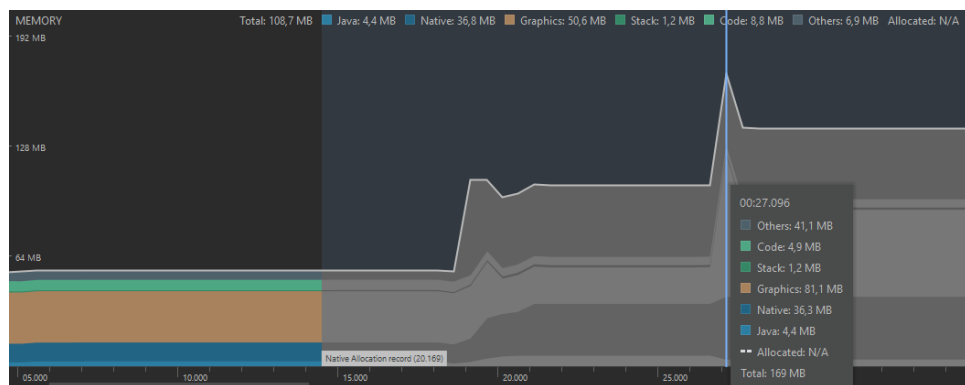 MEMORY Total: 108,7 MB Java: 4,4 MB Native: 36,8 MB Graphics: 50,6 MB Stack: 1,2 MB Code: 8,8 MB Others: 6,9 MB Allocated: N/A
192 MB
128 MB
64 MB
00:27.096
Others: 41,1 MB
Code: 4,9 MB
Stack: 1,2 MB
Graphics: 81,1 MB
Native: 36,3 MB
Java: 4,4 MB
Allocated: N/A
Total: 169 MB
Native Allocation record (20.169)
05.000 10.000 15.000 20.000 25.000